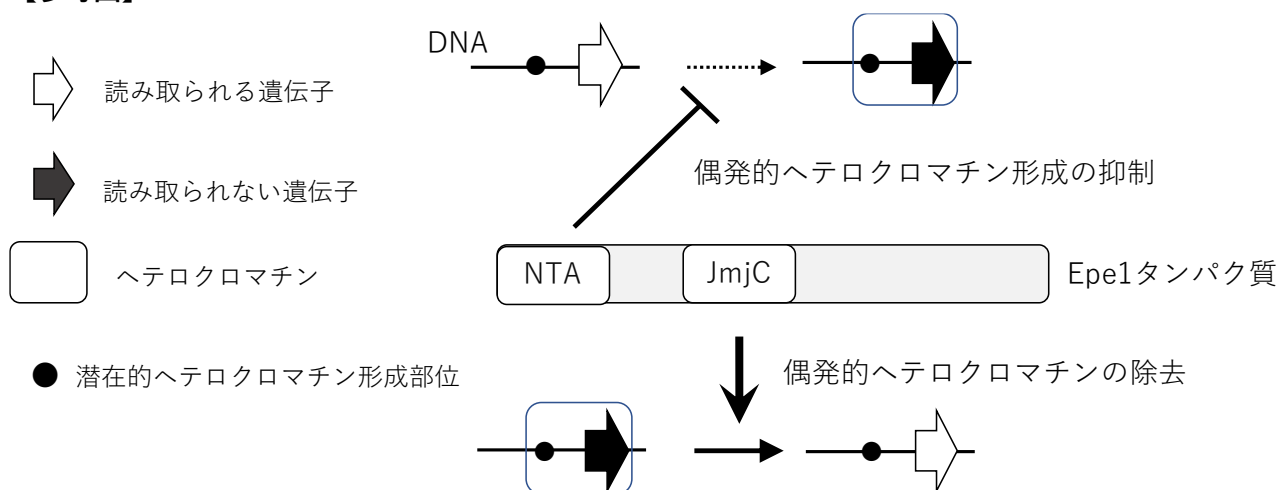 DNA
読み取られる遺伝子
読み取られない遺伝子
偶発的ヘテロクロマチン形成の抑制
ヘテロクロマチン
NTA
JmjC
Epe1タンパク質
潜在的ヘテロクロマチン形成部位
偶発的ヘテロクロマチンの除去